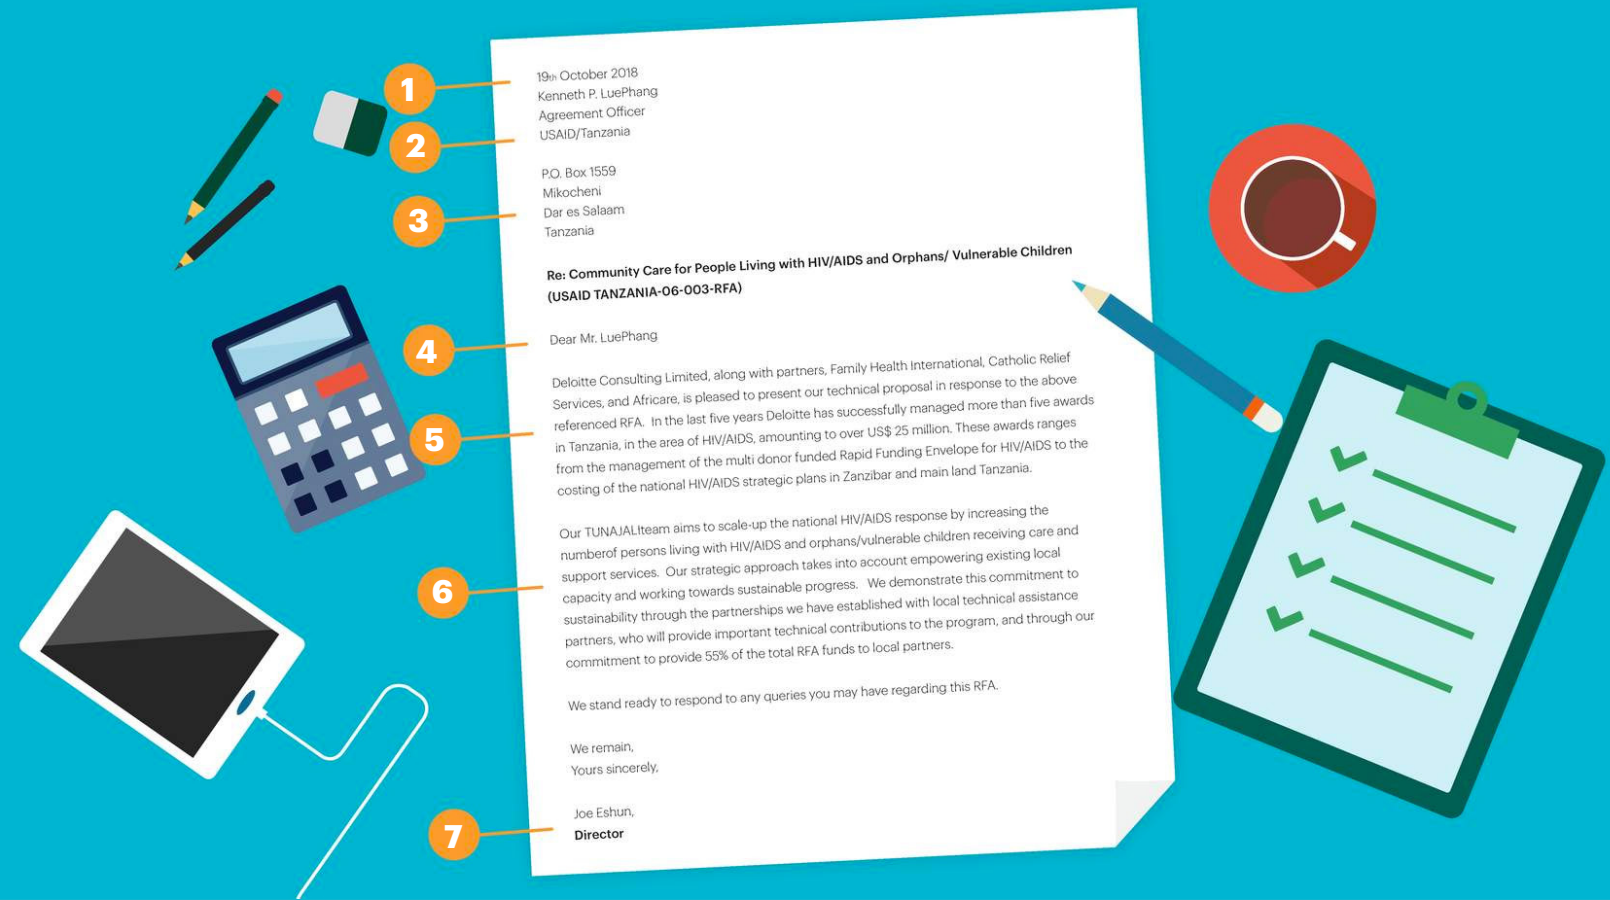 1
19th October 2018
Kenneth P. LuePhang
Agreement Officer
2
USAID/Tanzania
P.O. Box 1559
Mikocheni
3
Dar es Salaam
Tanzania
Re: Community Care for People Living with HIV/AIDS and Orphans/ Vulnerable Children
(USAID TANZANIA-06-003-RFA)
4
Dear Mr. LuePhang
Deloitte Consulting Limited, along with partners, Family Health International, Catholic Relief
Services, and Africare, is pleased to present our technical proposal in response to the above
referenced RFA. In the last five years Deloitte has successfully managed more than five awards
5
in Tanzania, in the area of HIV/AIDS, amounting to over US$ 25 million. These awards ranges
from the management of the multi donor funded Rapid Funding Envelope for HIV/AIDS to the
costing of the national HIV/AIDS strategic plans in Zanzibar and main land Tanzania.
Our TUNAJALIteam aims to scale-up the national HIV/AIDS response by increasing the
numberof persons living with HIV/AIDS and orphans/vulnerable children receiving care and
support services. Our strategic approach takes into account empowering existing local
6
capacity and working towards sustainable progress. We demonstrate this commitment to
sustainability through the partnerships we have established with local technical assistance
partners, who will provide important technical contributions to the program, and through our
commitment to provide 55% of the total RFA funds to local partners.
We stand ready to respond to any queries you may have regarding this RFA.
We remain,
Yours sincerely,
Joe Eshun,
7
Director